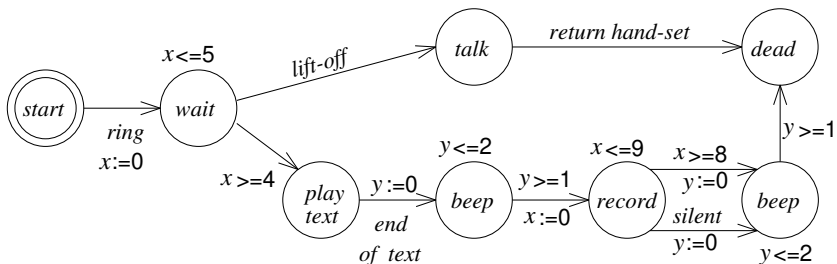 x<=5
lift-off
talk
return hand-set
dead
start
ring
x:=0
wait
y>=1
x>=4
play
text
y:=0
end
of text
y<=2
beep
y>=1
x:=0
x<=9
record
x>=8
y:=0
silent
y:=0
beep
y<=2